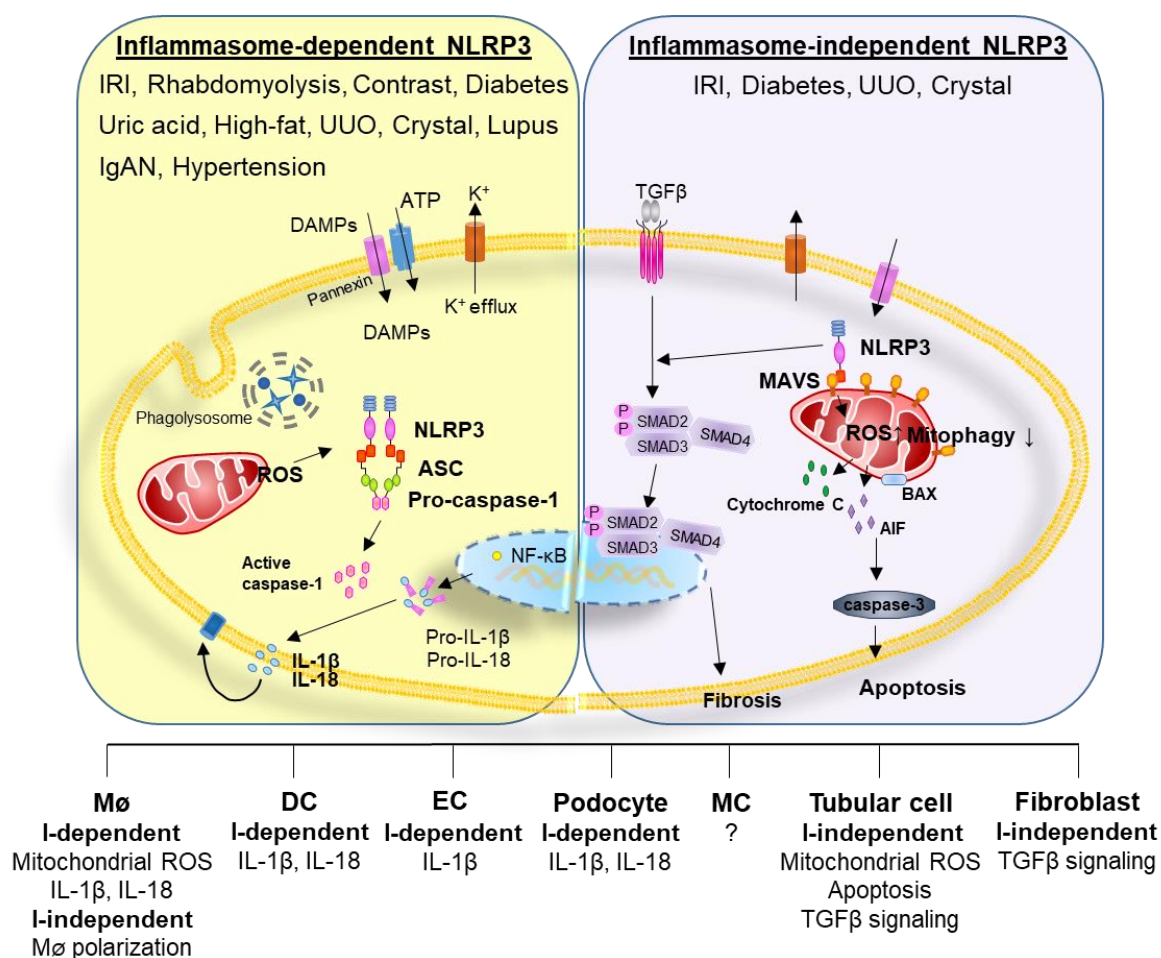 Inflammasome-dependent NLRP3
IRI, Rhabdomyolysis, Contrast, Diabetes
Uric acid, High-fat, UUO, Crystal, Lupus
IgAN, Hypertension
Inflammasome-independent NLRP3
IRI, Diabetes, UUO, Crystal
DAMPs
ATP
K⁺
Pannexin
K⁺ efflux
DAMPs
Phagolysosome
ROS
NLRP3
ASC
Pro-caspase-1
Active
caspase-1
NF-κB
Pro-IL-1β
Pro-IL-18
IL-1β
IL-18
TGFβ
NLRP3
MAVS
ROS↑ Mitophagy ↓
P
P
SMAD2
SMAD3
SMAD4
Cytochrome C
BAX
AIF
P
P
SMAD2
SMAD3
SMAD4
caspase-3
Fibrosis
Apoptosis
Mø
I-dependent
Mitochondrial ROS
IL-1β, IL-18
I-independent
Mø polarization
DC
I-dependent
IL-1β, IL-18
EC
I-dependent
IL-1β
Podocyte
I-dependent
IL-1β, IL-18
MC
?
Tubular cell
I-independent
Mitochondrial ROS
Apoptosis
TGFβ signaling
Fibroblast
I-independent
TGFβ signaling